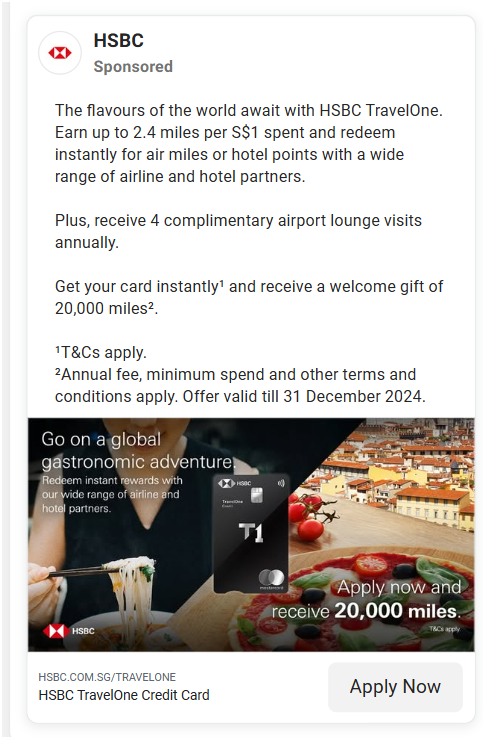 HSBC
Sponsored
The flavours of the world await with HSBC TravelOne.
Earn up to 2.4 miles per S$1 spent and redeem
instantly for air miles or hotel points with a wide
range of airline and hotel partners.
Plus, receive 4 complimentary airport lounge visits
annually.
Get your card instantly¹ and receive a welcome gift of
20,000 miles².
¹T&Cs apply.
²Annual fee, minimum spend and other terms and
conditions apply. Offer valid till 31 December 2024.
Go on a global
gastronomic adventure.
Redeem instant rewards with
our wide range of airline and
hotel partners.
HSBC
TravelOne
T1
mastercard
Apply now and
receive 20,000 miles.
T&Cs apply.
HSBC
HSBC.COM.SG/TRAVELONE
HSBC TravelOne Credit Card
Apply Now